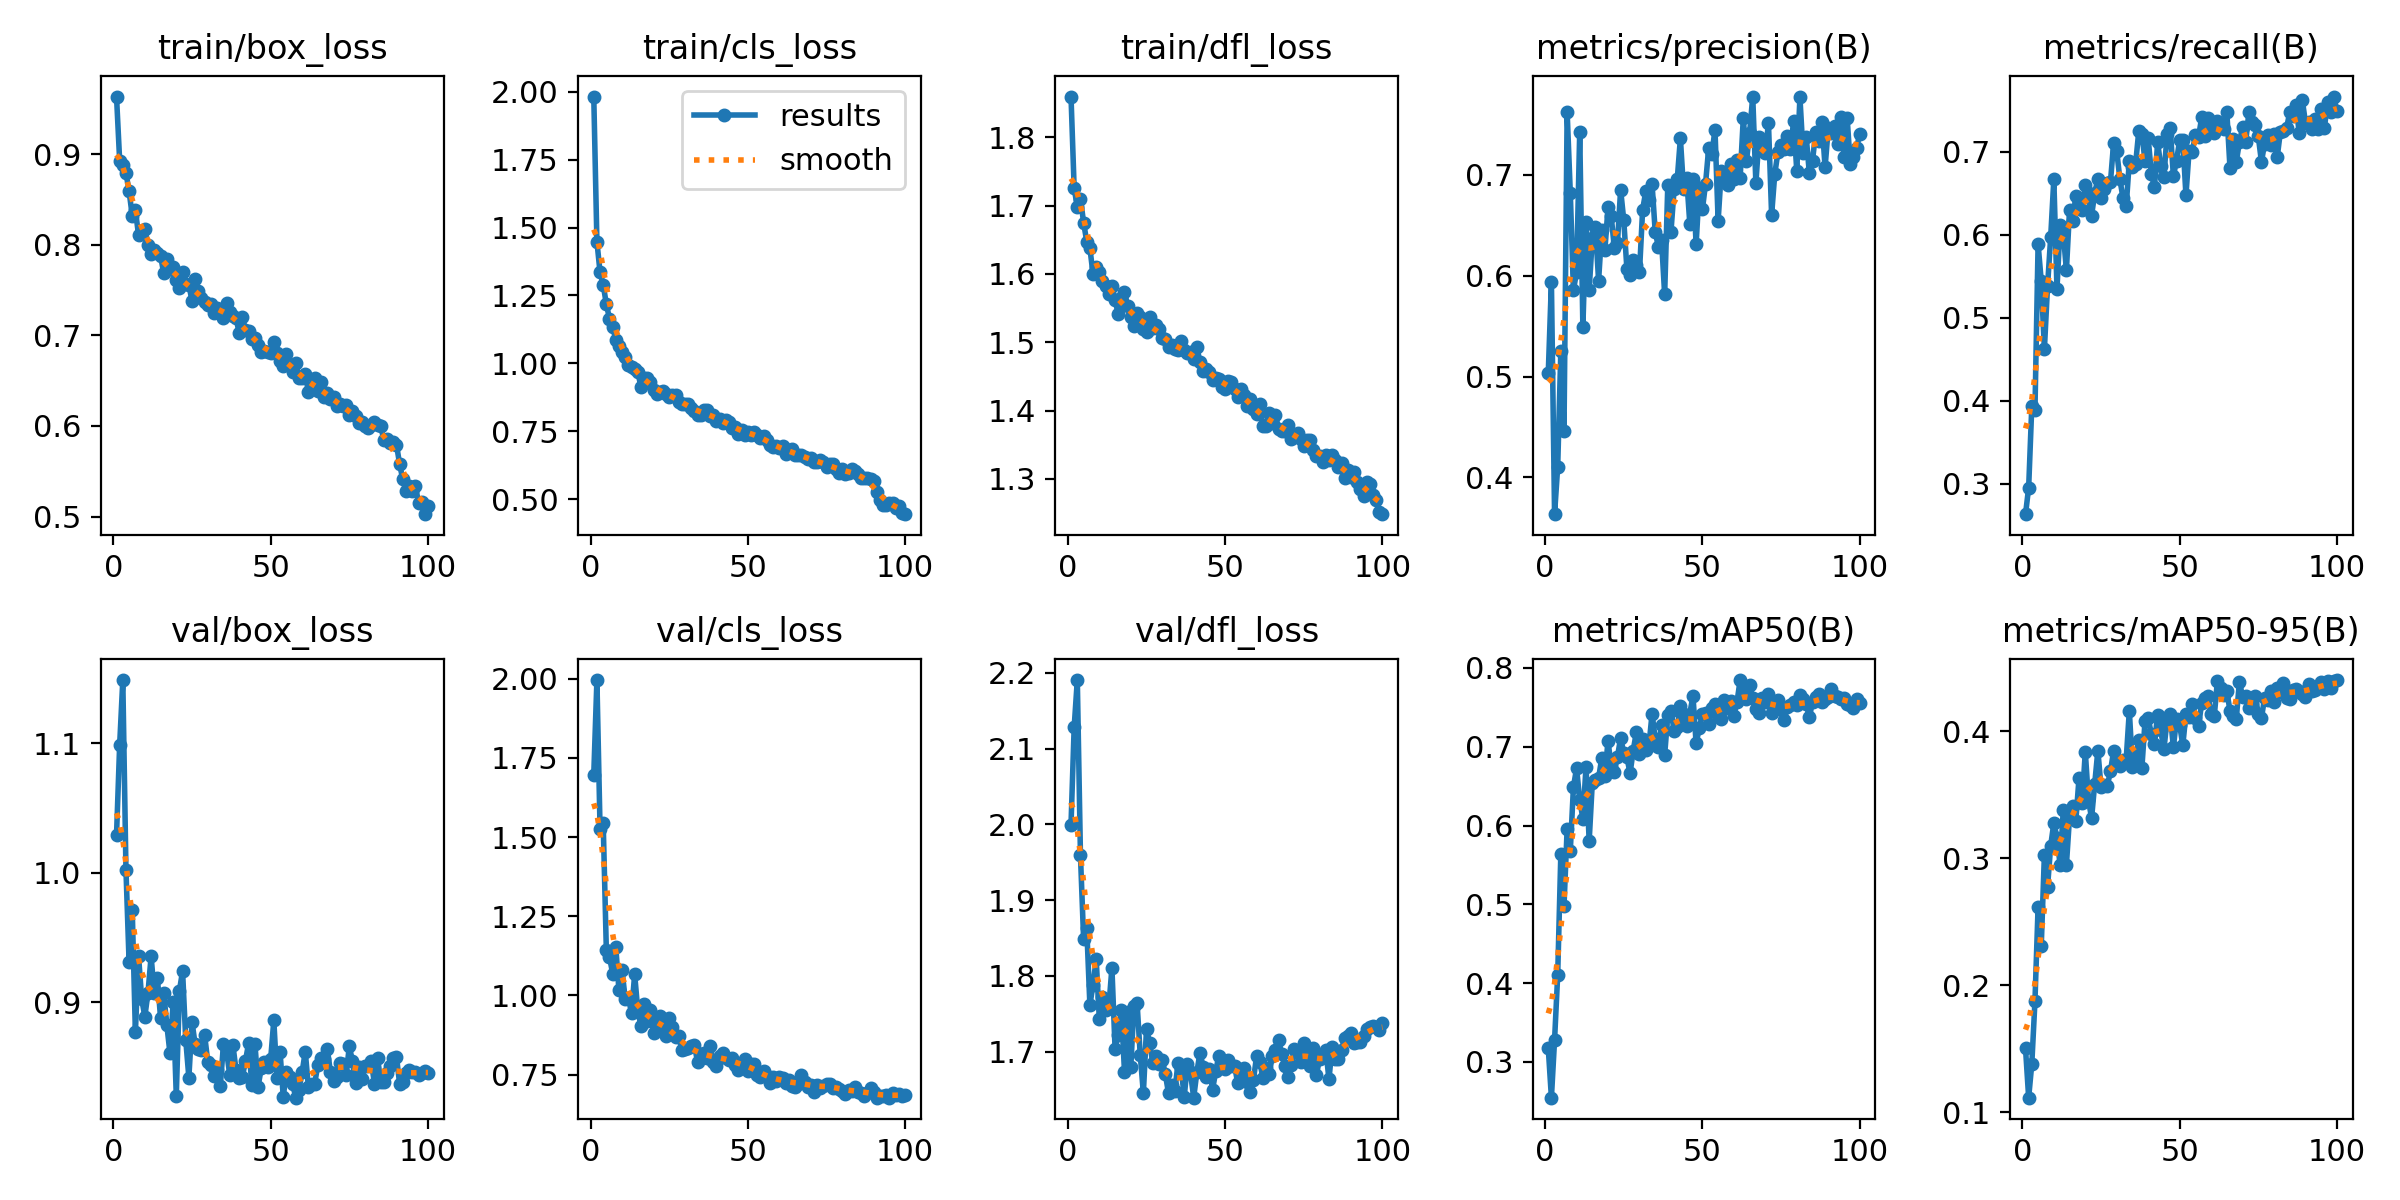 train/box_loss
0.9
0.8
0.7
0.6
0.5
0 50 100
train/cls_loss
results
smooth
2.00
1.75
1.50
1.25
1.00
0.75
0.50
0 50 100
train/dfl_loss
1.8
1.7
1.6
1.5
1.4
1.3
0 50 100
metrics/precision(B)
0.7
0.6
0.5
0.4
0 50 100
metrics/recall(B)
0.7
0.6
0.5
0.4
0.3
0 50 100
val/box_loss
1.1
1.0
0.9
0 50 100
val/cls_loss
2.00
1.75
1.50
1.25
1.00
0.75
0 50 100
val/dfl_loss
2.2
2.1
2.0
1.9
1.8
1.7
0 50 100
metrics/mAP50(B)
0.8
0.7
0.6
0.5
0.4
0.3
0 50 100
metrics/mAP50-95(B)
0.4
0.3
0.2
0.1
0 50 100